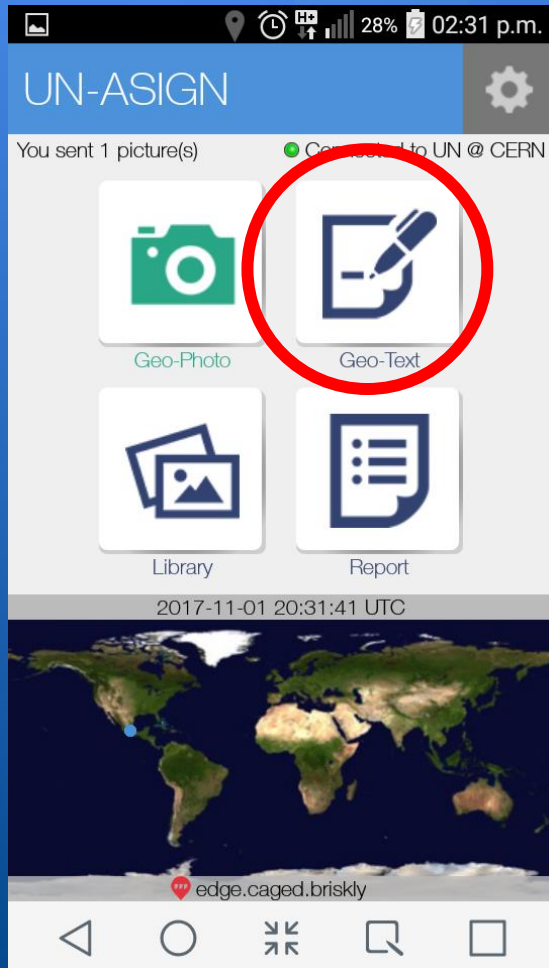 H+ 28% 02:31 p.m.
UN-ASIGN
You sent 1 picture(s) Connected to UN @ CERN
Geo-Photo Geo-Text
Library Report
2017-11-01 20:31:41 UTC
edge.caged.briskly